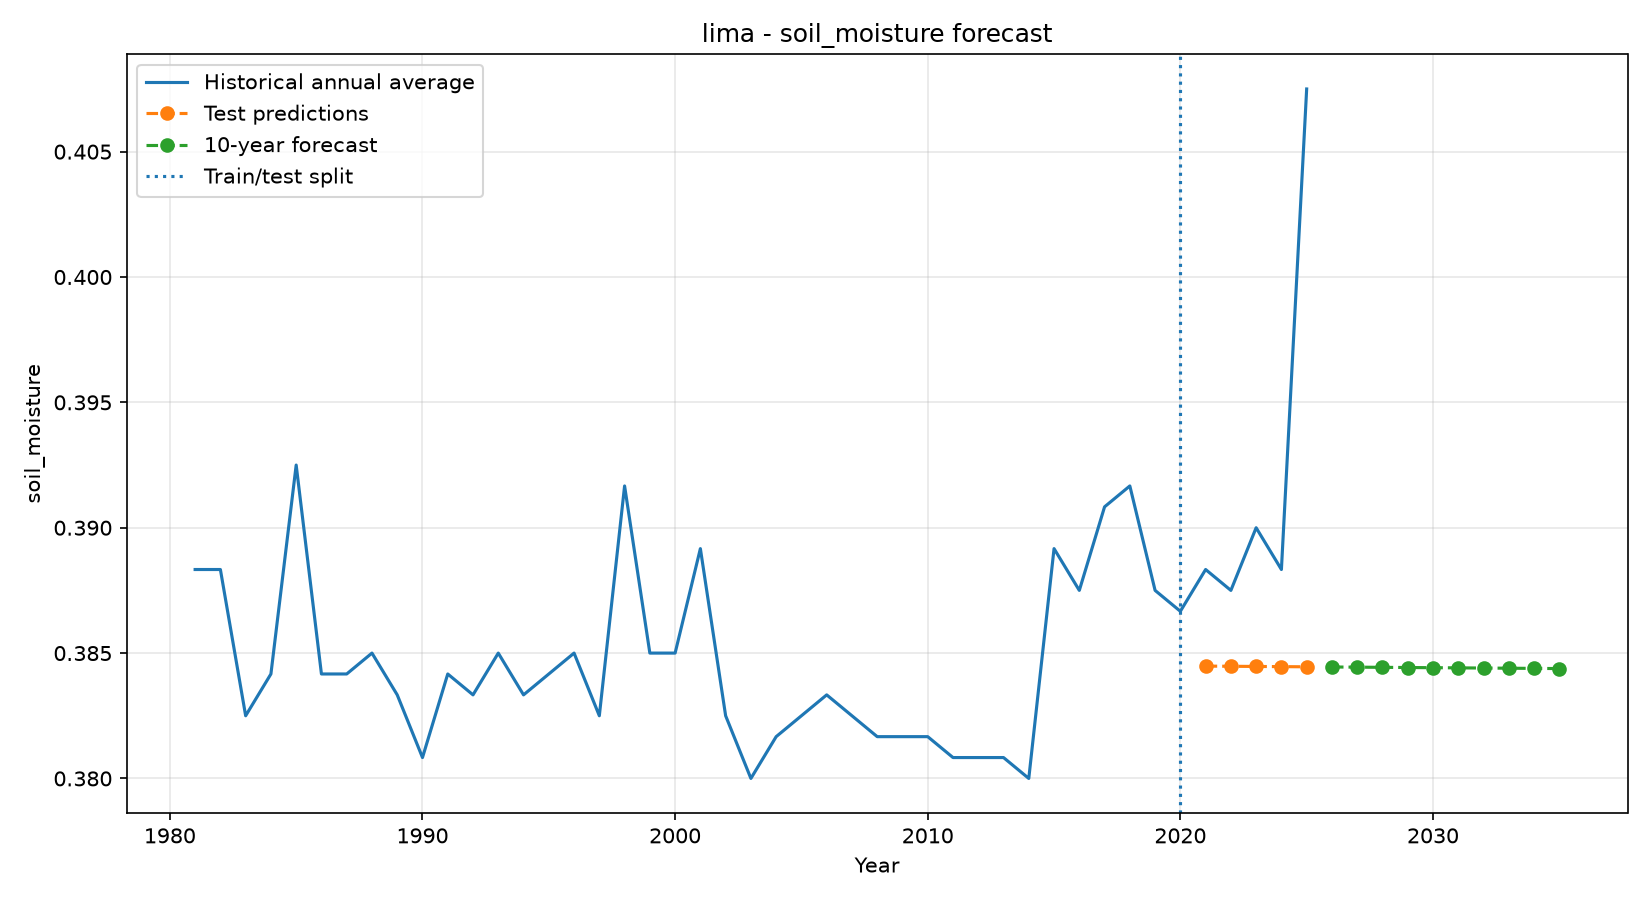 lima - soil_moisture forecast
Historical annual average
Test predictions
10-year forecast
Train/test split
soil_moisture
0.405
0.400
0.395
0.390
0.385
0.380
1980 1990 2000 2010 2020 2030
Year